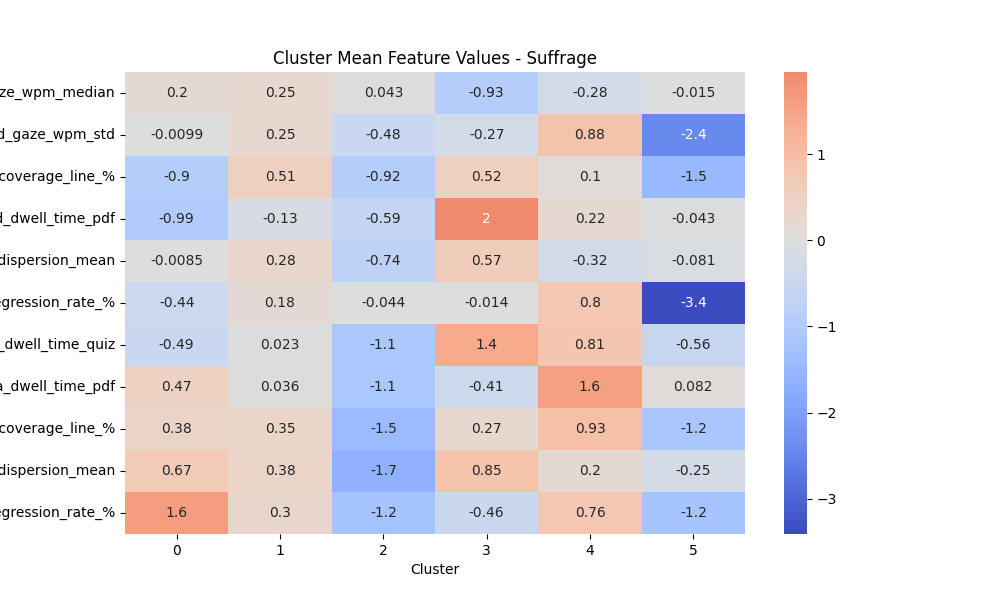 Cluster Mean Feature Values - Suffrage
ze_wpm_median 0.2 0.25 0.043 -0.93 -0.28 -0.015
d_gaze_wpm_std -0.0099 0.25 -0.48 -0.27 0.88 -2.4
coverage_line_% -0.9 0.51 -0.92 0.52 0.1 -1.5
d_dwell_time_pdf -0.99 -0.13 -0.59 2 0.22 -0.043
dispersion_mean -0.0085 0.28 -0.74 0.57 -0.32 -0.081
egression_rate_% -0.44 0.18 -0.044 -0.014 0.8 -3.4
_dwell_time_quiz -0.49 0.023 -1.1 1.4 0.81 -0.56
a_dwell_time_pdf 0.47 0.036 -1.1 -0.41 1.6 0.082
coverage_line_% 0.38 0.35 -1.5 0.27 0.93 -1.2
dispersion_mean 0.67 0.38 -1.7 0.85 0.2 -0.25
egression_rate_% 1.6 0.3 -1.2 -0.46 0.76 -1.2
0 1 2 3 4 5
Cluster
1
0
−1
−2
−3